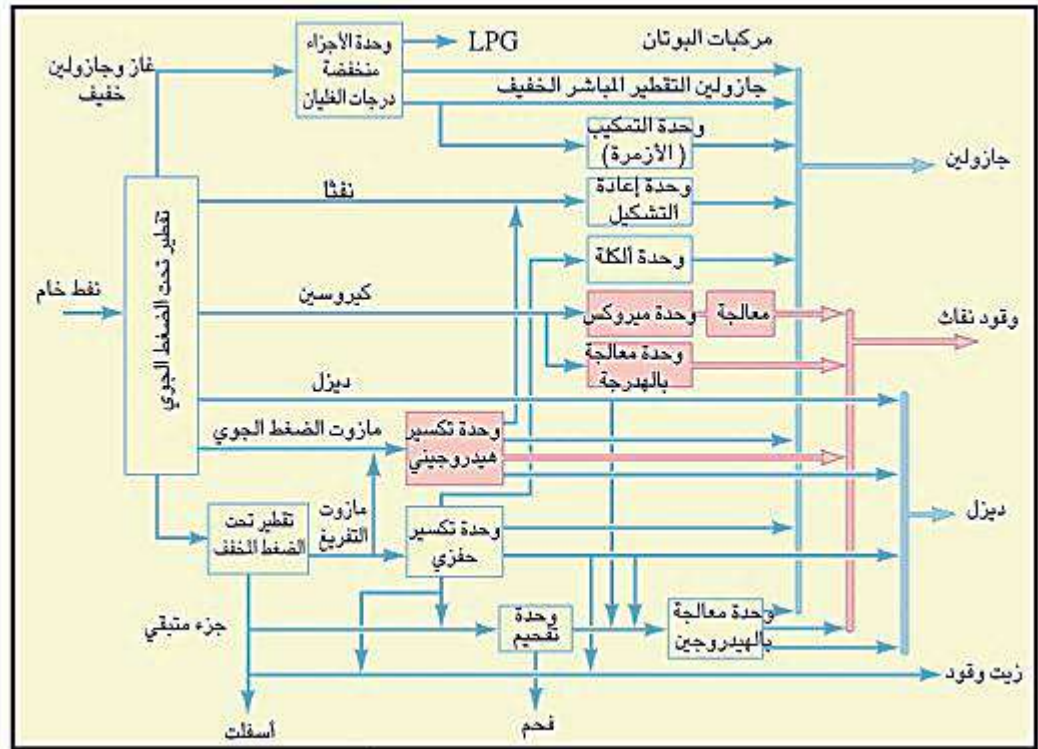 وحدة الأجزاء
منخفضة
درجات الغليان
LPG
مركبات البوتان
غاز وجازولين
خفيف
جازولين التقطير المباشر الخفيف
وحدة التمكيب
(الأزمرة)
جازولين
نفثا
وحدة إعادة
التشكيل
تقطير تحت الضغط الجوي
وحدة ألكلة
نفط خام
كيروسين
وحدة ميروكس
معالجة
وقود نفاث
وحدة معالجة
بالهدرجة
ديزل
مازوت الضغط الجوي
وحدة تكسير
هيدروجيني
تقطير تحت
الضغط المخفف
مازوت
التفريغ
وحدة تكسير
حفزي
ديزل
جزء متبقي
وحدة
تفحيم
وحدة معالجة
بالهيدروجين
زيت وقود
أسفلت
فحم